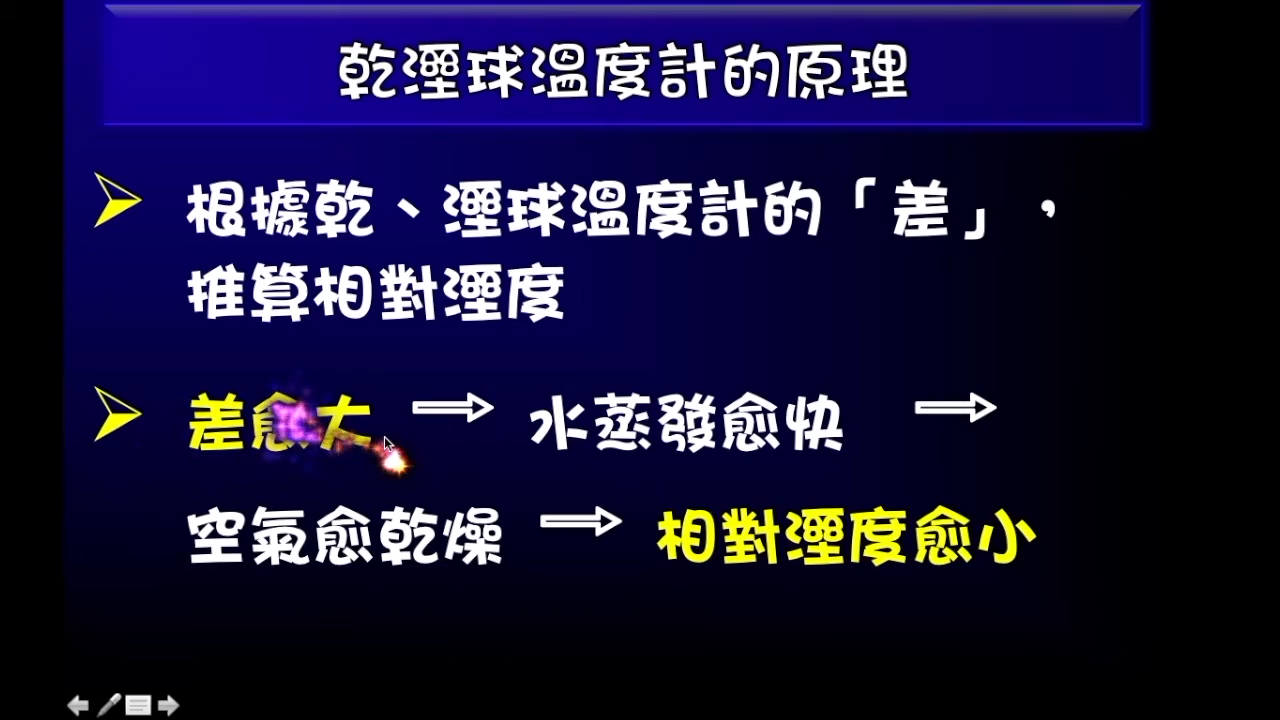 乾溼球溫度計的原理
根據乾、溼球溫度計的「差」，
推算相對溼度
差愈大 ⇨ 水蒸發愈快 ⇨
空氣愈乾燥 ⇨ 相對溼度愈小